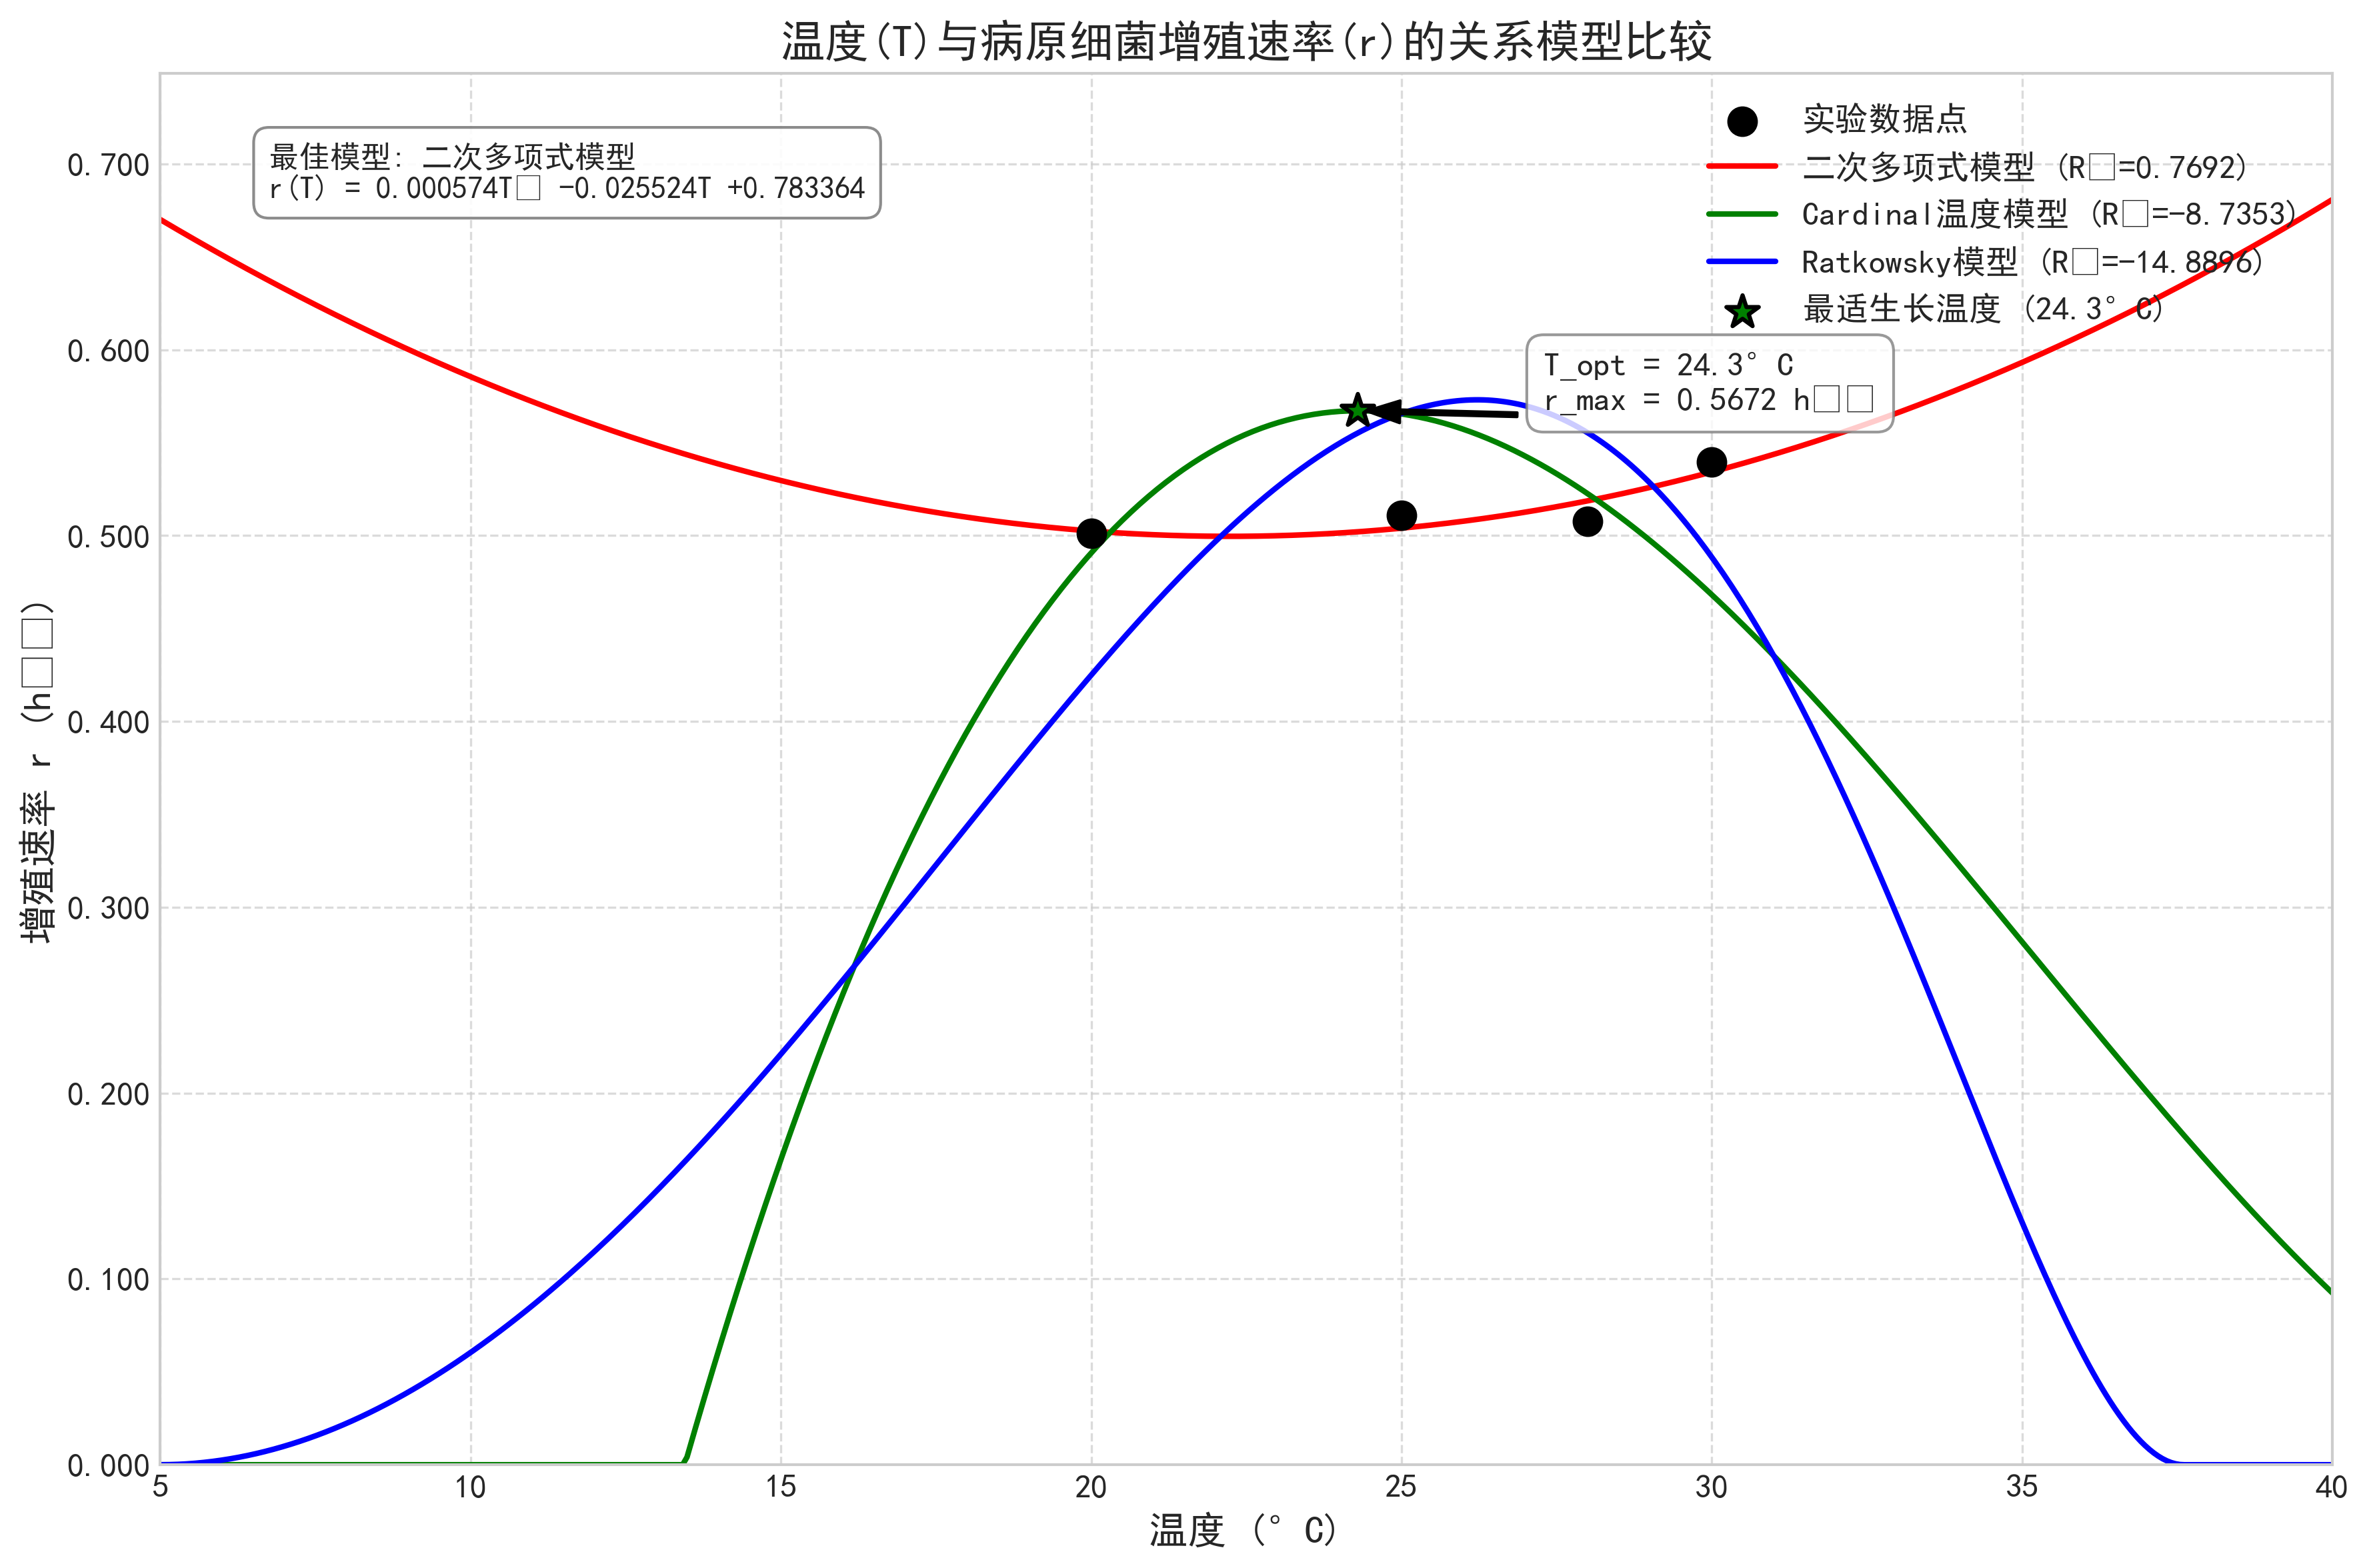 温度(T)与病原细菌增殖速率(r)的关系模型比较
最佳模型: 二次多项式模型
r(T) = 0.000574T□ -0.025524T +0.783364
实验数据点
二次多项式模型 (R□=0.7692)
Cardinal温度模型 (R□=-8.7353)
Ratkowsky模型 (R□=-14.8896)
最适生长温度 (24.3°C)
T_opt = 24.3°C
r_max = 0.5672 h□□
增殖速率 r (h□□)
0.700
0.600
0.500
0.400
0.300
0.200
0.100
0.000
5 10 15 20 25 30 35 40
温度 (°C)